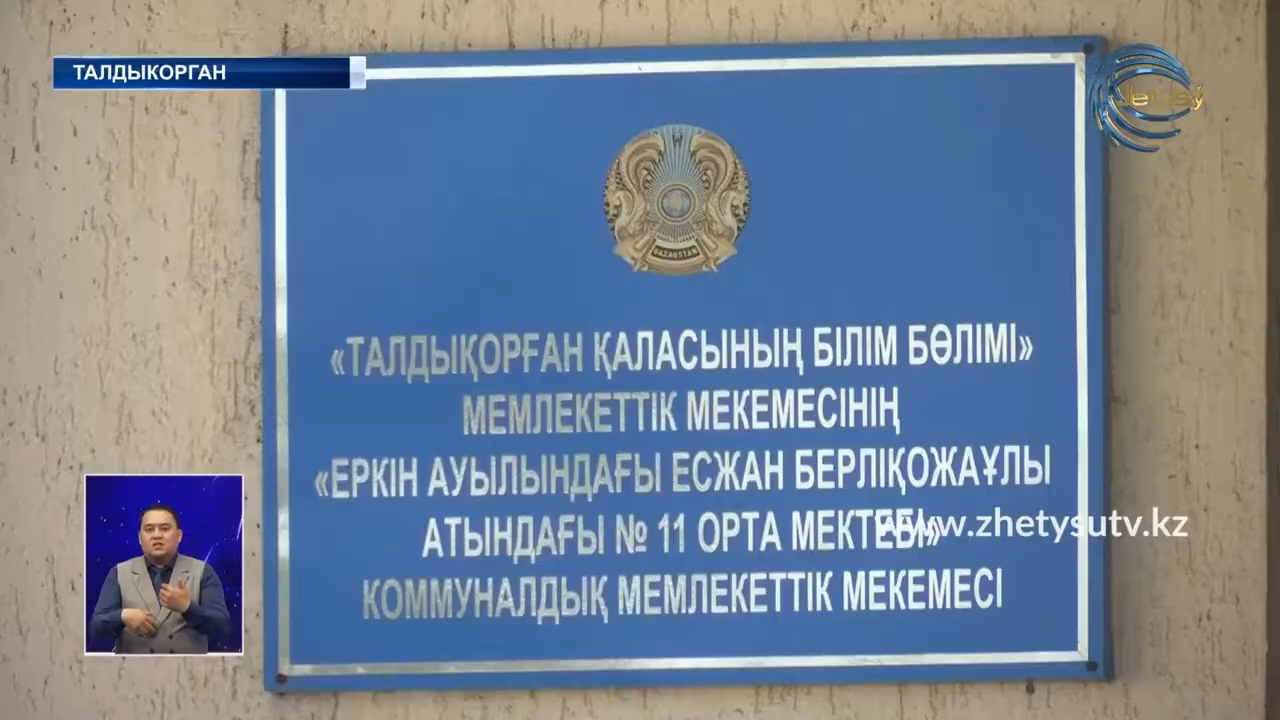 ТАЛДЫКОРГАН
Jetisý
QAZAQSTAN
«ТАЛДЫҚОРҒАН ҚАЛАСЫНЫҢ БІЛІМ БӨЛІМІ»
МЕМЛЕКЕТТІК МЕКЕМЕСІНІҢ
«ЕРКІН АУЫЛЫНДАҒЫ ЕСЖАН БЕРЛІҚОЖАҰЛЫ
АТЫНДАҒЫ № 11 ОРТА МЕКТЕБІ»
www.zhetysutv.kz
КОММУНАЛДЫҚ МЕМЛЕКЕТТІК МЕКЕМЕСІ